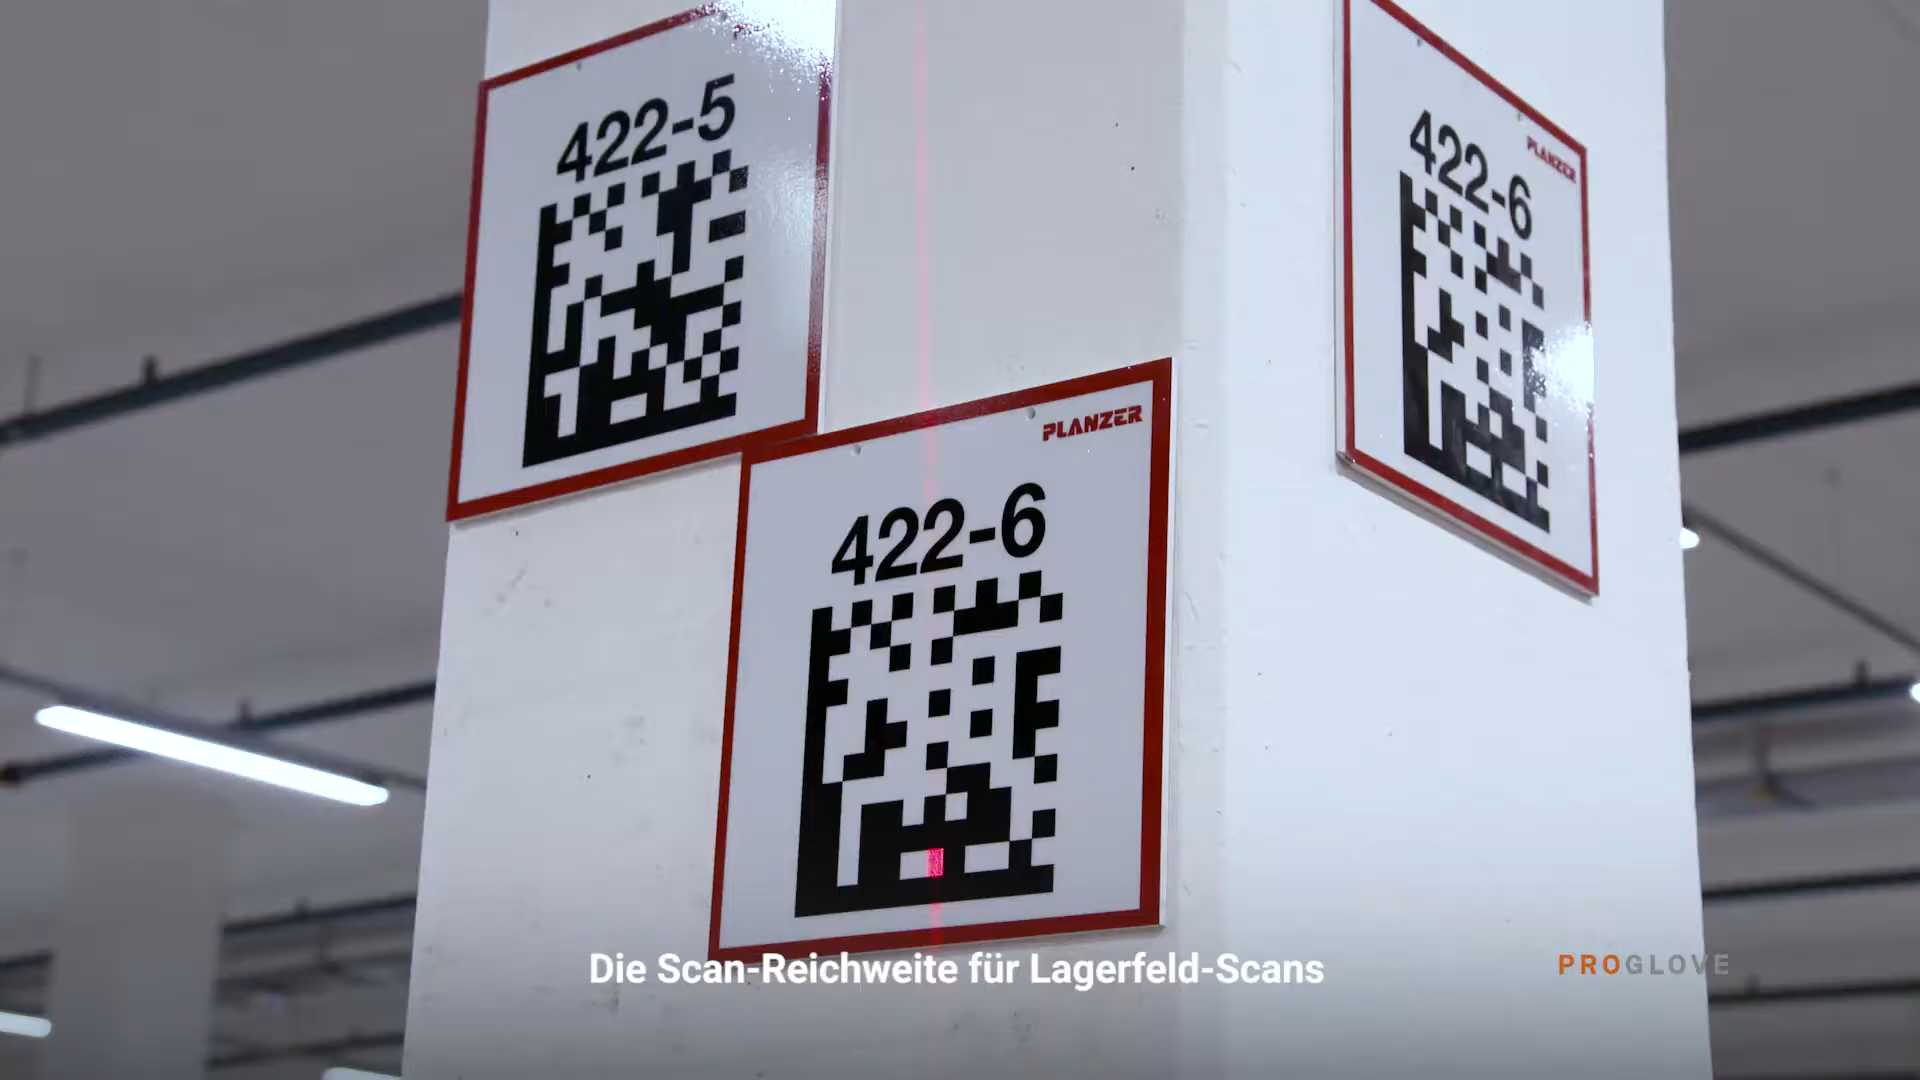 422-5
422-6
PLANZER
PLANZER
422-6
Die Scan-Reichweite für Lagerfeld-Scans
PROGLOVE